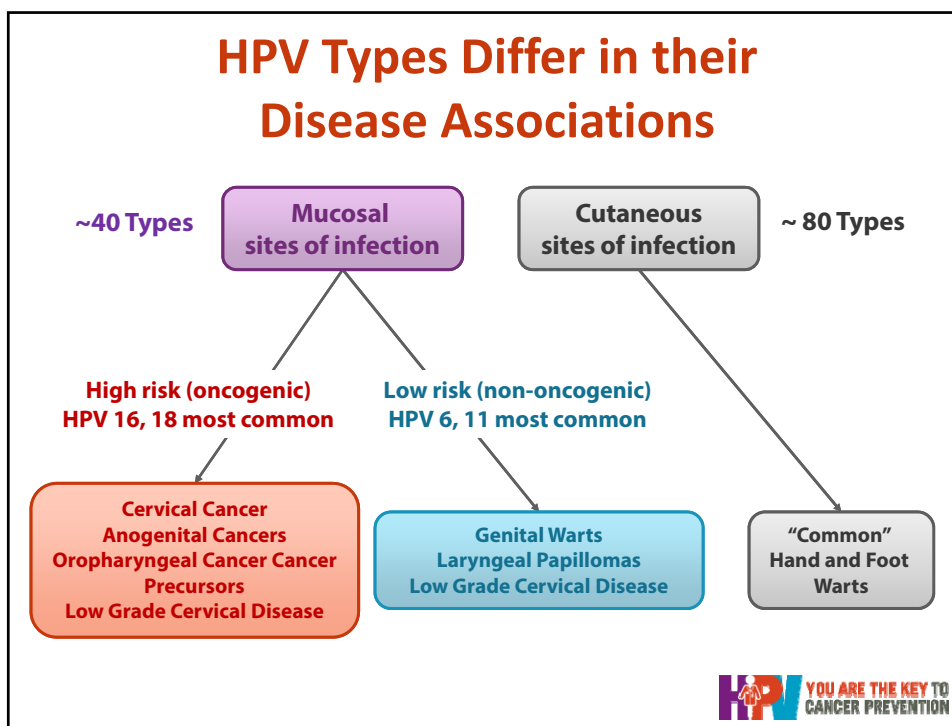 HPV Types Differ in their
Disease Associations
~40 Types
Mucosal
sites of infection
Cutaneous
sites of infection
~ 80 Types
High risk (oncogenic)
HPV 16, 18 most common
Low risk (non-oncogenic)
HPV 6, 11 most common
Cervical Cancer
Anogenital Cancers
Oropharyngeal Cancer Cancer
Precursors
Low Grade Cervical Disease
Genital Warts
Laryngeal Papillomas
Low Grade Cervical Disease
“Common”
Hand and Foot
Warts
HPV
YOU ARE THE KEY TO
CANCER PREVENTION